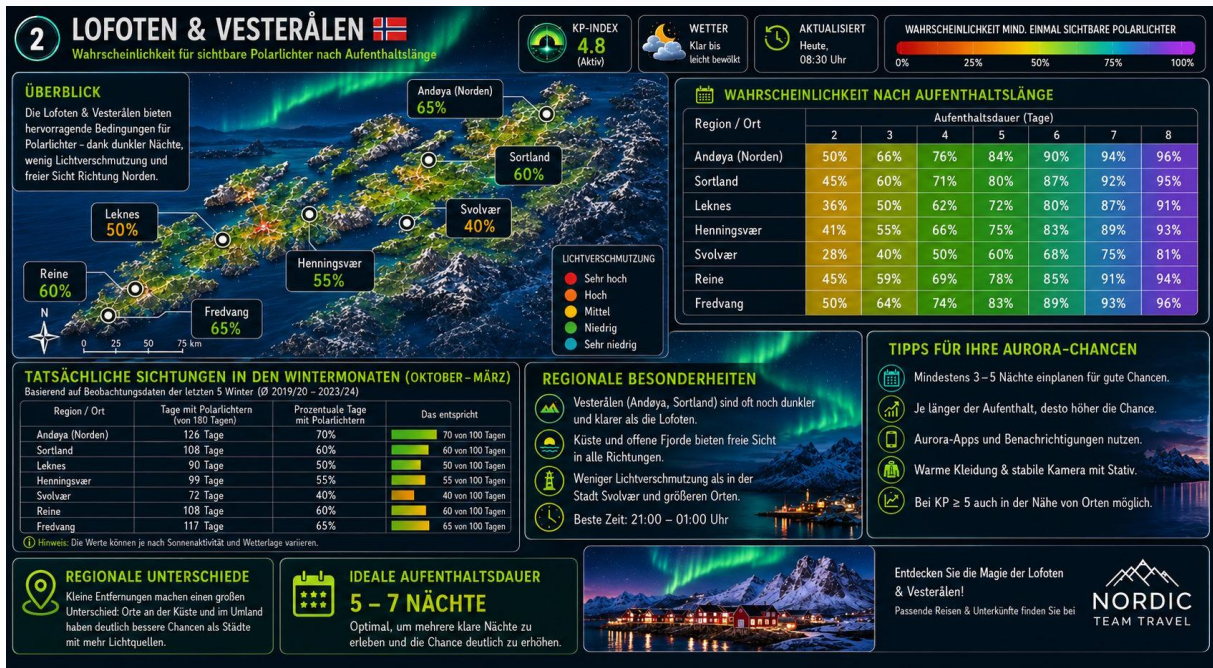 2
LOFOTEN & VESTERÅLEN
Wahrscheinlichkeit für sichtbare Polarlichter nach Aufenthaltslänge
KP-INDEX
4.8
(Aktiv)
WETTER
Klar bis
leicht bewölkt
AKTUALISIERT
Heute,
08:30 Uhr
WAHRSCHEINLICHKEIT MIND. EINMAL SICHTBARE POLARLICHTER
0% 25% 50% 75% 100%
ÜBERBLICK
Die Lofoten & Vesterålen bieten
hervorragende Bedingungen für
Polarlichter – dank dunkler Nächte,
wenig Lichtverschmutzung und
freier Sicht Richtung Norden.
Andøya (Norden)
65%
Sortland
60%
Leknes
50%
Svolvær
40%
Henningsvær
55%
Reine
60%
Fredvang
65%
N
0 25 50 75 km
LICHTVERSCHMUTZUNG
Sehr hoch
Hoch
Mittel
Niedrig
Sehr niedrig
WAHRSCHEINLICHKEIT NACH AUFENTHALTSLÄNGE
Region / Ort Aufenthaltsdauer (Tage)
2 3 4 5 6 7 8
Andøya (Norden) 50% 66% 76% 84% 90% 94% 96%
Sortland 45% 60% 71% 80% 87% 92% 95%
Leknes 36% 50% 62% 72% 80% 87% 91%
Henningsvær 41% 55% 66% 75% 83% 89% 93%
Svolvær 28% 40% 50% 60% 68% 75% 81%
Reine 45% 59% 69% 78% 85% 91% 94%
Fredvang 50% 64% 74% 83% 89% 93% 96%
TATSÄCHLICHE SICHTUNGEN IN DEN WINTERMONATEN (OKTOBER – MÄRZ)
Basierend auf Beobachtungsdaten der letzten 5 Winter (Ø 2019/20 – 2023/24)
Region / Ort Tage mit Polarlichtern (von 180 Tagen) Prozentuale Tage mit Polarlichtern Das entspricht
Andøya (Norden) 126 Tage 70% 70 von 100 Tagen
Sortland 108 Tage 60% 60 von 100 Tagen
Leknes 90 Tage 50% 50 von 100 Tagen
Henningsvær 99 Tage 55% 55 von 100 Tagen
Svolvær 72 Tage 40% 40 von 100 Tagen
Reine 108 Tage 60% 60 von 100 Tagen
Fredvang 117 Tage 65% 65 von 100 Tagen
Hinweis: Die Werte können je nach Sonnenaktivität und Wetterlage variieren.
REGIONALE BESONDERHEITEN
Vesterålen (Andøya, Sortland) sind oft noch dunkler
und klarer als die Lofoten.
Küste und offene Fjorde bieten freie Sicht
in alle Richtungen.
Weniger Lichtverschmutzung als in der
Stadt Svolvær und größeren Orten.
Beste Zeit: 21:00 – 01:00 Uhr
TIPPS FÜR IHRE AURORA-CHANCEN
Mindestens 3 – 5 Nächte einplanen für gute Chancen.
Je länger der Aufenthalt, desto höher die Chance.
Aurora-Apps und Benachrichtigungen nutzen.
Warme Kleidung & stabile Kamera mit Stativ.
Bei KP ≥ 5 auch in der Nähe von Orten möglich.
REGIONALE UNTERSCHIEDE
Kleine Entfernungen machen einen großen
Unterschied: Orte an der Küste und im Umland
haben deutlich bessere Chancen als Städte
mit mehr Lichtquellen.
IDEALE AUFENTHALTSDAUER
5 – 7 NÄCHTE
Optimal, um mehrere klare Nächte zu
erleben und die Chance deutlich zu erhöhen.
Entdecken Sie die Magie der Lofoten
& Vesterålen!
Passende Reisen & Unterkünfte finden Sie bei
NORDIC
TEAM TRAVEL